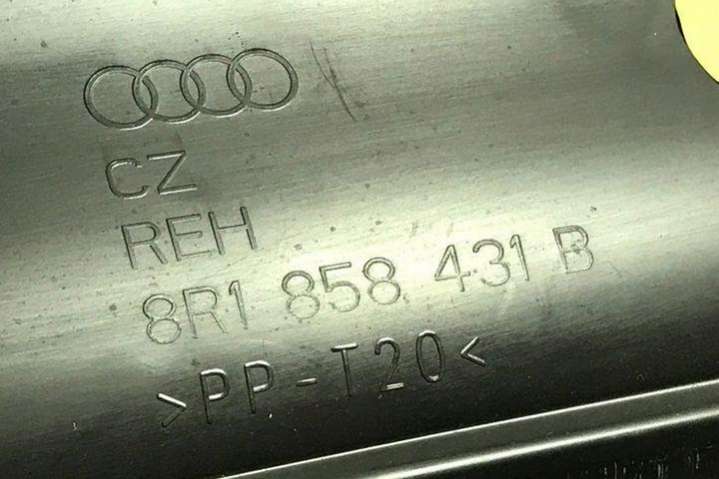 CZ
REH
8R1 858 431 B
>PP-T20<